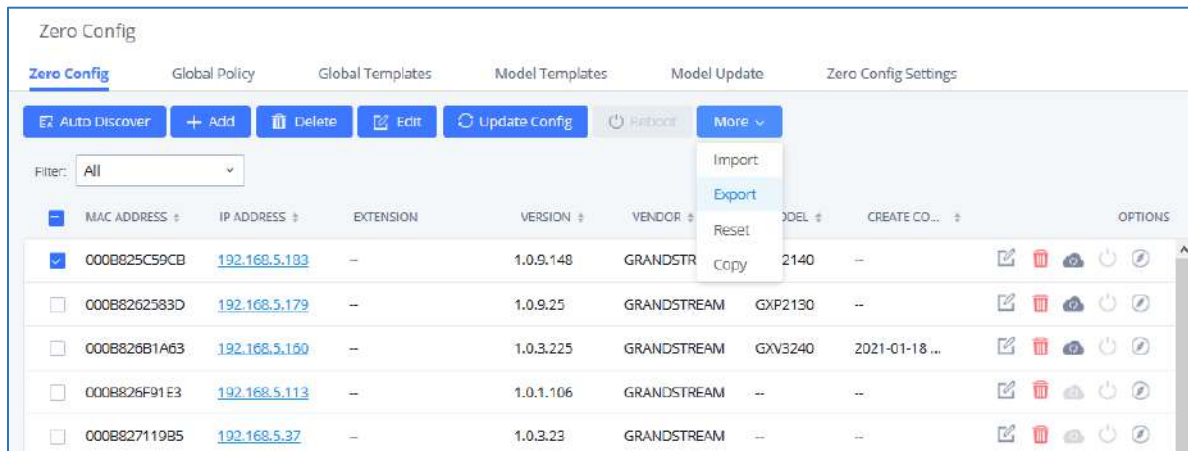 Zero Config
Zero Config Global Policy Global Templates Model Templates Model Update Zero Config Settings
Auto Discover + Add Delete Edit Update Config Reboot More
Import
Filter: All
Export
MAC ADDRESS IP ADDRESS EXTENSION VERSION VENDOR ODEL CREATE CO... OPTIONS
Reset
000B825C59CB 192.168.5.183 -- 1.0.9.148 GRANDSTR 2140 --
Copy
000B8262583D 192.168.5.179 -- 1.0.9.25 GRANDSTREAM GXP2130 --
000B826B1A63 192.168.5.160 -- 1.0.3.225 GRANDSTREAM GXV3240 2021-01-18 ...
000B826F91E3 192.168.5.113 -- 1.0.1.106 GRANDSTREAM -- --
000B827119B5 192.168.5.37 -- 1.0.3.23 GRANDSTREAM -- --